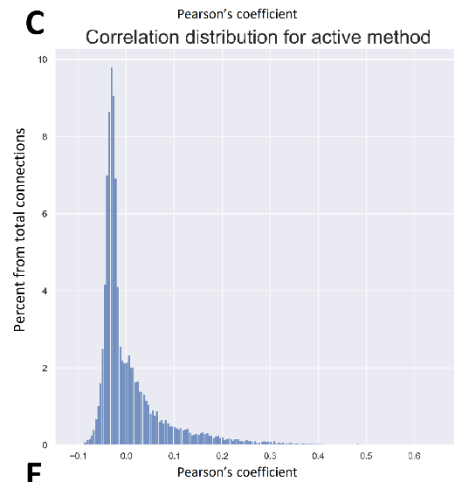 C
Pearson's coefficient
Correlation distribution for active method
Percent from total connections
10
8
6
4
2
0
−0.1 0.0 0.1 0.2 0.3 0.4 0.5 0.6
Pearson's coefficient